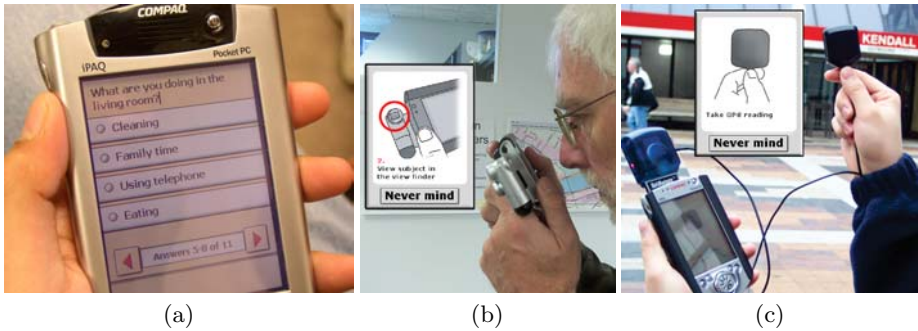 COMPAQ
iPAQ
Pocket PC
What are you doing in the
living room?
Cleaning
Family time
Using telephone
Eating
Answers 5-8 of 11
2.
View subject in
the view finder
Never mind
KENDALL
Take GPS reading
Never mind
(a)
(b)
(c)